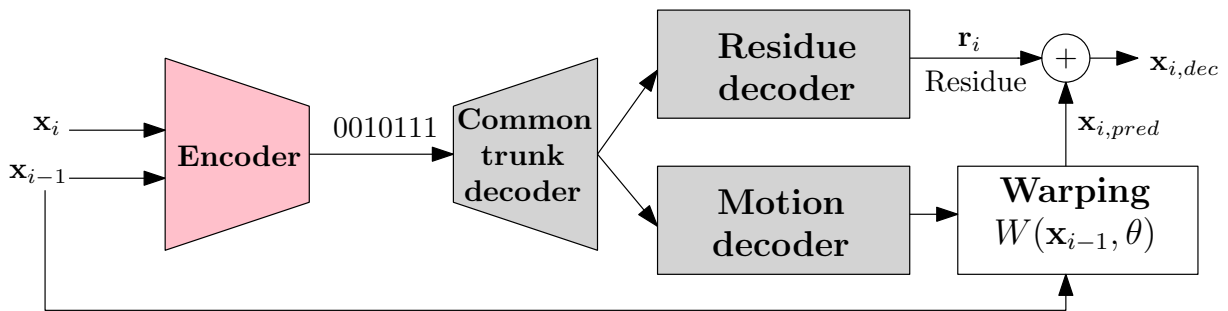 x_i
x_{i−1}
Encoder
0010111
Common
trunk
decoder
Residue
decoder
r_i
Residue
+
x_{i,dec}
x_{i,pred}
Motion
decoder
Warping
W(x_{i−1}, θ)